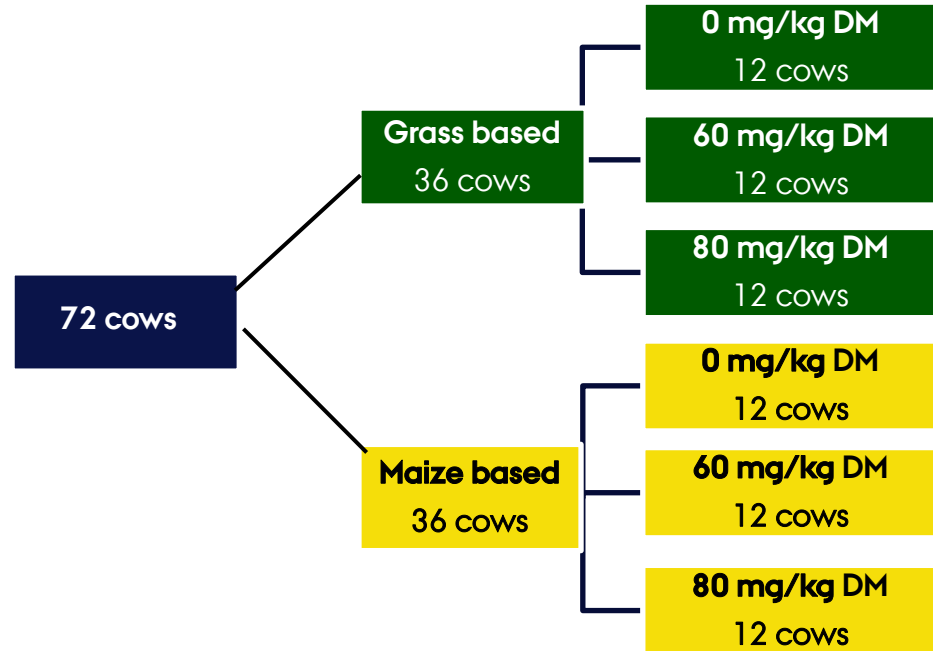 72 cows
Grass based
36 cows
0 mg/kg DM
12 cows
60 mg/kg DM
12 cows
80 mg/kg DM
12 cows
Maize based
36 cows
0 mg/kg DM
12 cows
60 mg/kg DM
12 cows
80 mg/kg DM
12 cows